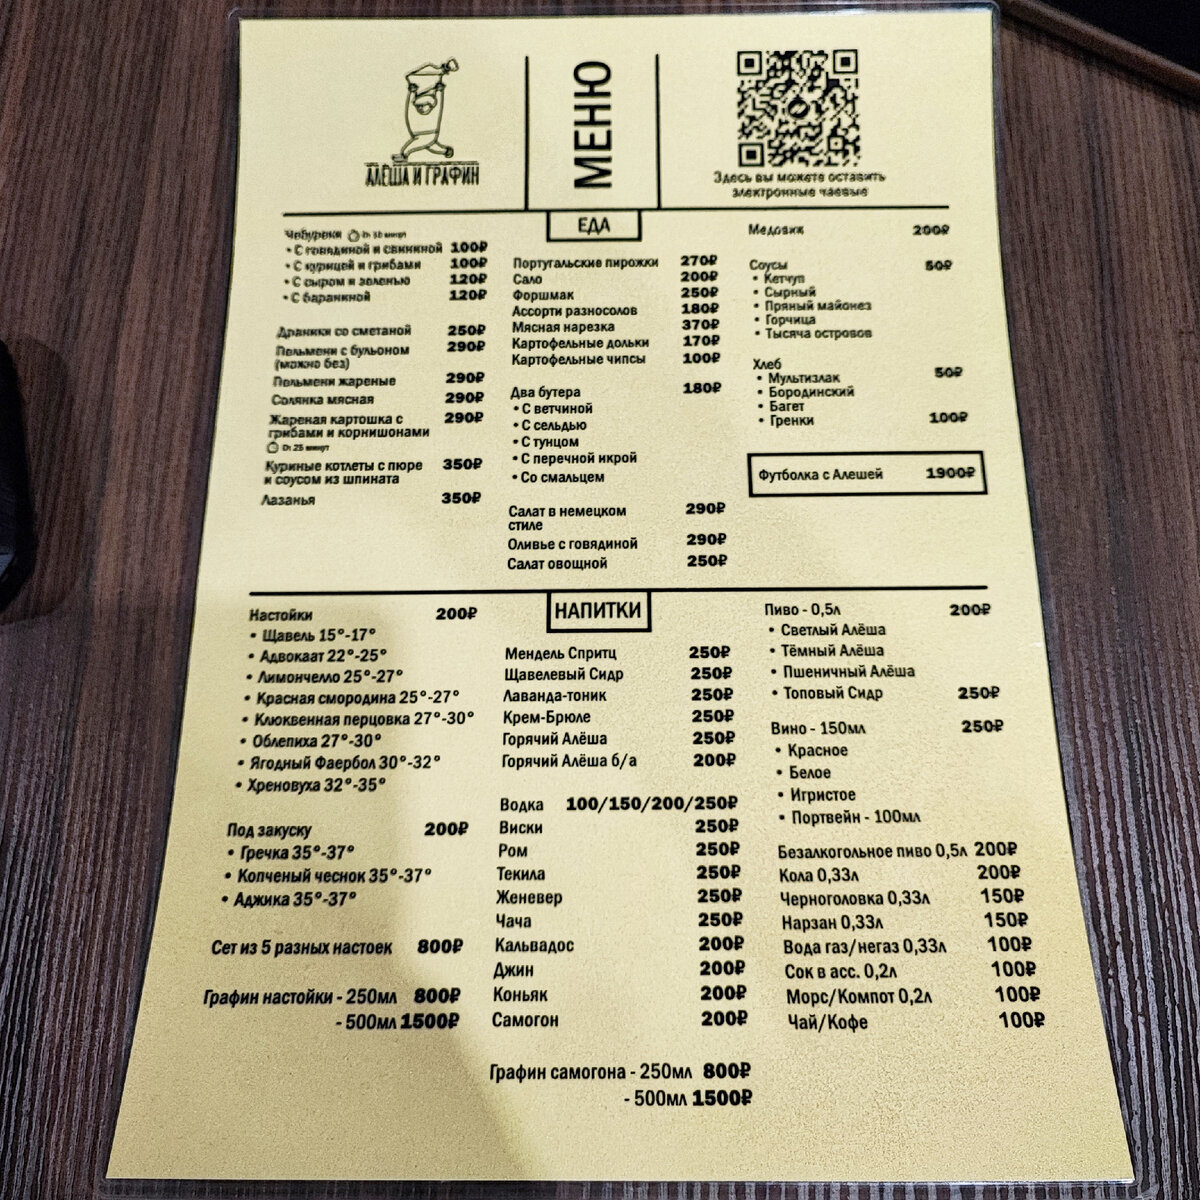 АЛЁША И ГРАФИН
МЕНЮ
Здесь вы можете оставить
электронные чаевые
ЕДА
Чебуреки От 10 минут
• С говядиной и свининой 100₽
• С курицей и грибами 100₽
• С сыром и зеленью 120₽
• С бараниной 120₽
Драники со сметаной 250₽
Пельмени с бульоном 290₽
(можно без)
Пельмени жареные 290₽
Солянка мясная 290₽
Жареная картошка с 290₽
грибами и корнишонами
От 25 минут
Куриные котлеты с пюре 350₽
и соусом из шпината
Лазанья 350₽
Португальские пирожки 270₽
Сало 200₽
Форшмак 250₽
Ассорти разносолов 180₽
Мясная нарезка 370₽
Картофельные дольки 170₽
Картофельные чипсы 100₽
Два бутера 180₽
• С ветчиной
• С сельдью
• С тунцом
• С перечной икрой
• Со смальцем
Салат в немецком 290₽
стиле
Оливье с говядиной 290₽
Салат овощной 250₽
Медовик 200₽
Соусы 50₽
• Кетчуп
• Сырный
• Пряный майонез
• Горчица
• Тысяча островов
Хлеб 50₽
• Мультизлак
• Бородинский
• Багет
• Гренки 100₽
Футболка с Алешей 1900₽
НАПИТКИ
Настойки 200₽
• Щавель 15°-17°
• Адвокаат 22°-25°
• Лимончелло 25°-27°
• Красная смородина 25°-27°
• Клюквенная перцовка 27°-30°
• Облепиха 27°-30°
• Ягодный Фаербол 30°-32°
• Хреновуха 32°-35°
Под закуску 200₽
• Гречка 35°-37°
• Копченый чеснок 35°-37°
• Аджика 35°-37°
Сет из 5 разных настоек 800₽
Графин настойки - 250мл 800₽
- 500мл 1500₽
Мендель Спритц 250₽
Щавелевый Сидр 250₽
Лаванда-тоник 250₽
Крем-Брюле 250₽
Горячий Алёша 250₽
Горячий Алёша б/а 200₽
Водка 100/150/200/250₽
Виски 250₽
Ром 250₽
Текила 250₽
Женевер 250₽
Чача 250₽
Кальвадос 200₽
Джин 200₽
Коньяк 200₽
Самогон 200₽
Графин самогона - 250мл 800₽
- 500мл 1500₽
Пиво - 0,5л 200₽
• Светлый Алёша
• Тёмный Алёша
• Пшеничный Алёша
• Топовый Сидр 250₽
Вино - 150мл 250₽
• Красное
• Белое
• Игристое
• Портвейн - 100мл
Безалкогольное пиво 0,5л 200₽
Кола 0,33л 200₽
Черноголовка 0,33л 150₽
Нарзан 0,33л 150₽
Вода газ/негаз 0,33л 100₽
Сок в асс. 0,2л 100₽
Морс/Компот 0,2л 100₽
Чай/Кофе 100₽